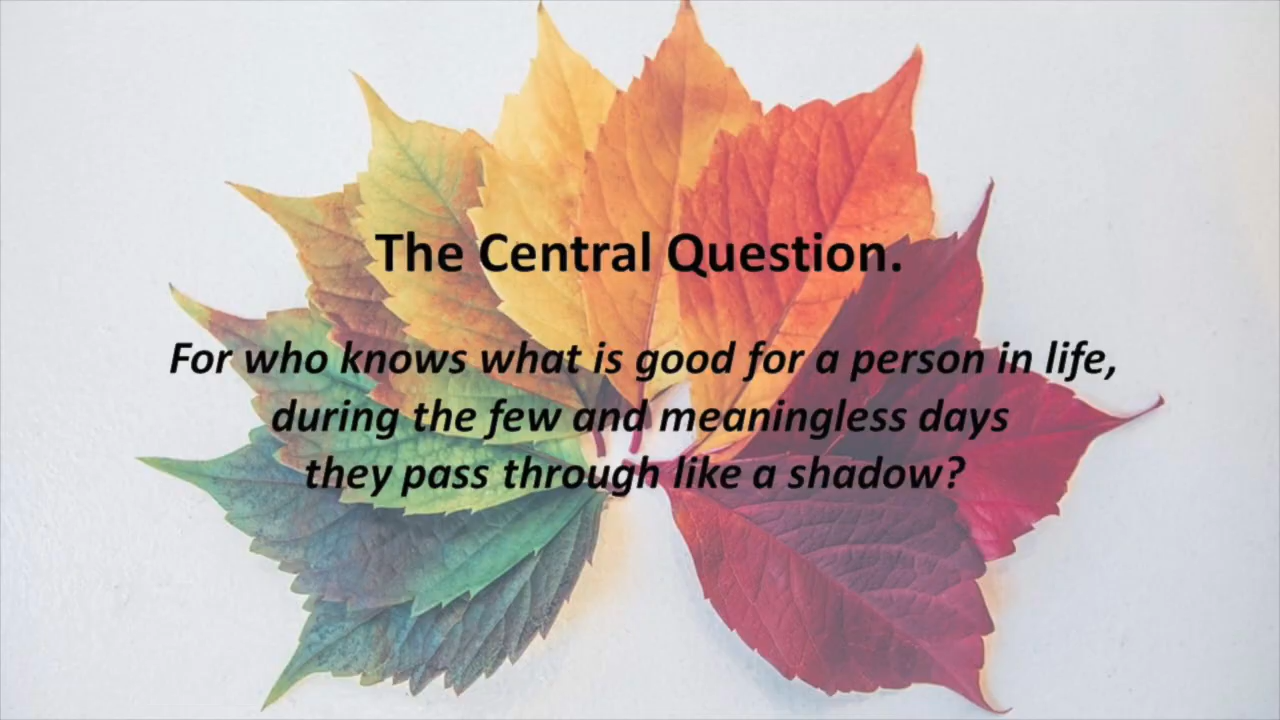 The Central Question.
For who knows what is good for a person in life,
during the few and meaningless days
they pass through like a shadow?